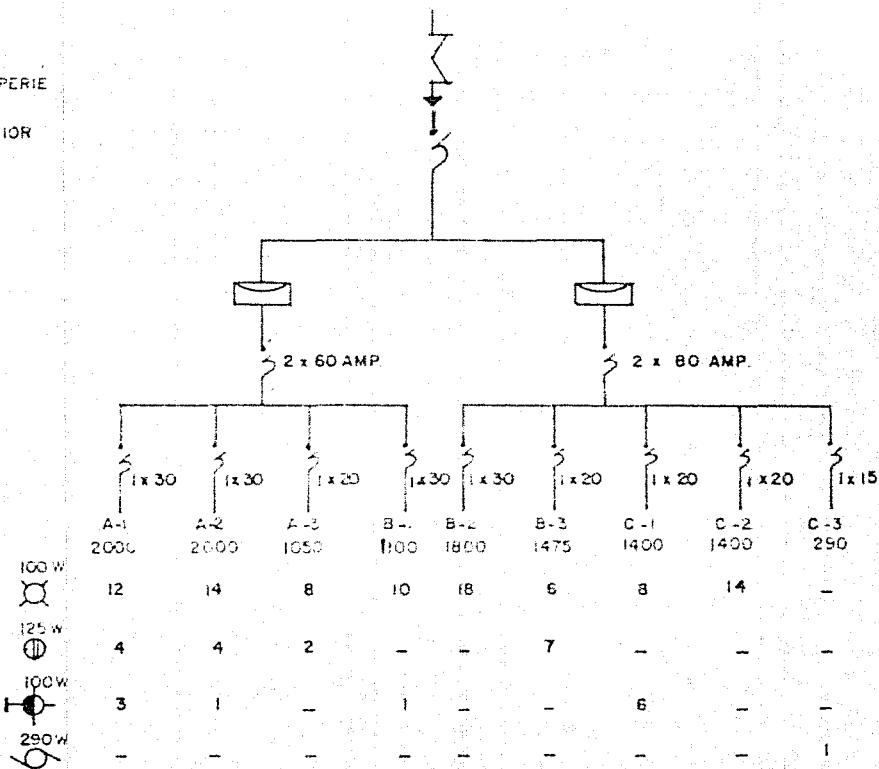 PERIE
IOR
2 x 60 AMP.
2 x 80 AMP.
1 x 30 1 x 30 1 x 20 1 x 30 1 x 30 1 x 20 1 x 20 1 x 20 1 x 15
A-1 A-2 A-3 B-1 B-2 B-3 C-1 C-2 C-3
2000 2000 1050 1100 1800 1475 1400 1400 290
100 W
12 14 8 10 18 6 8 14 –
125 W
4 4 2 – – 7 – – –
100 W
3 1 – 1 – – 6 – –
290 W
– – – – – – – – 1